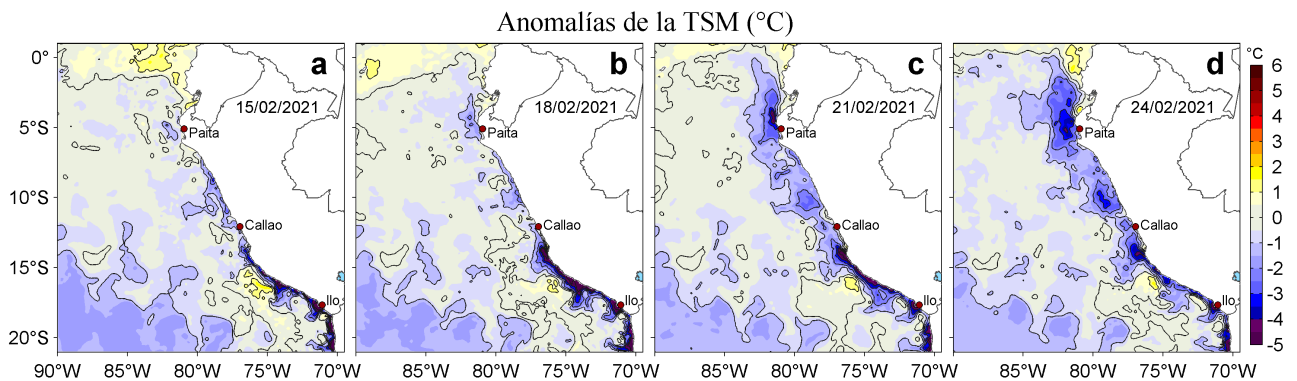 Anomalías de la TSM (°C)
a b c d
15/02/2021 18/02/2021 21/02/2021 24/02/2021
Paita Paita Paita Paita
Callao Callao Callao Callao
Ilo Ilo Ilo Ilo
0°
5°S
10°S
15°S
20°S
90°W 85°W 80°W 75°W 70°W 85°W 80°W 75°W 70°W 85°W 80°W 75°W 70°W 85°W 80°W 75°W 70°W
°C
6
5
4
3
2
1
0
-1
-2
-3
-4
-5